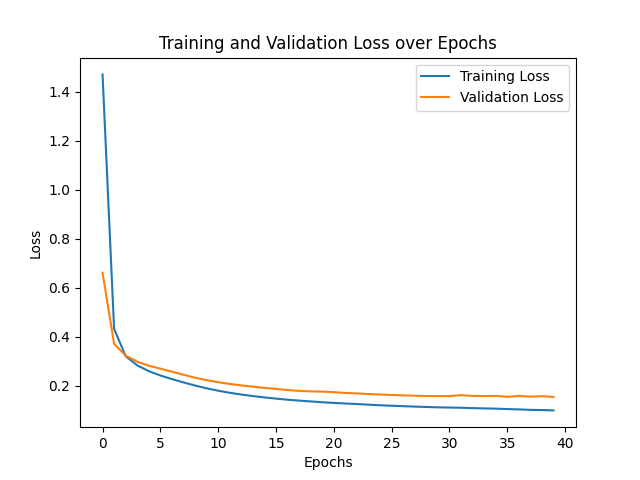 Training and Validation Loss over Epochs
Training Loss
Validation Loss
Loss
1.4
1.2
1.0
0.8
0.6
0.4
0.2
0 5 10 15 20 25 30 35 40
Epochs